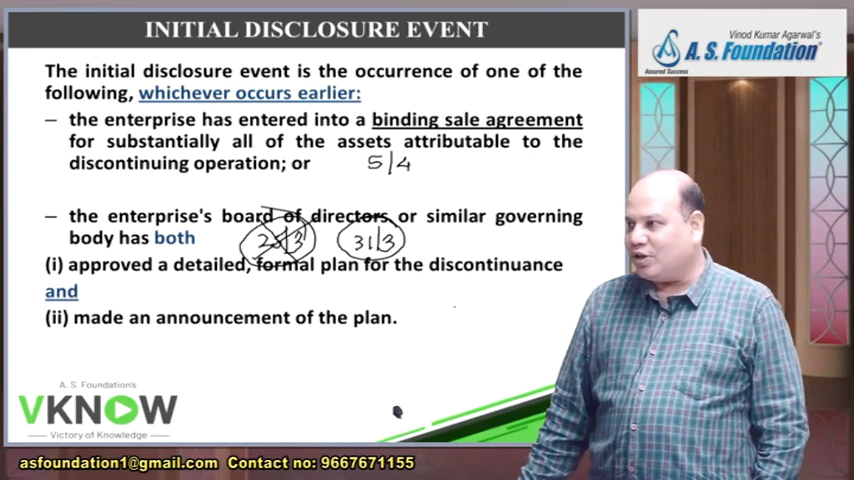 INITIAL DISCLOSURE EVENT
Vinod Kumar Agarwal's
A. S. Foundation
Assured Success
The initial disclosure event is the occurrence of one of the
following, whichever occurs earlier:
– the enterprise has entered into a binding sale agreement
for substantially all of the assets attributable to the
discontinuing operation; or
5|4
– the enterprise's board of directors or similar governing
body has both
31|3
(i) approved a detailed, formal plan for the discontinuance
and
(ii) made an announcement of the plan.
A. S. Foundation's
VKNOW
Victory of Knowledge
asfoundation1@gmail.com Contact no: 9667671155